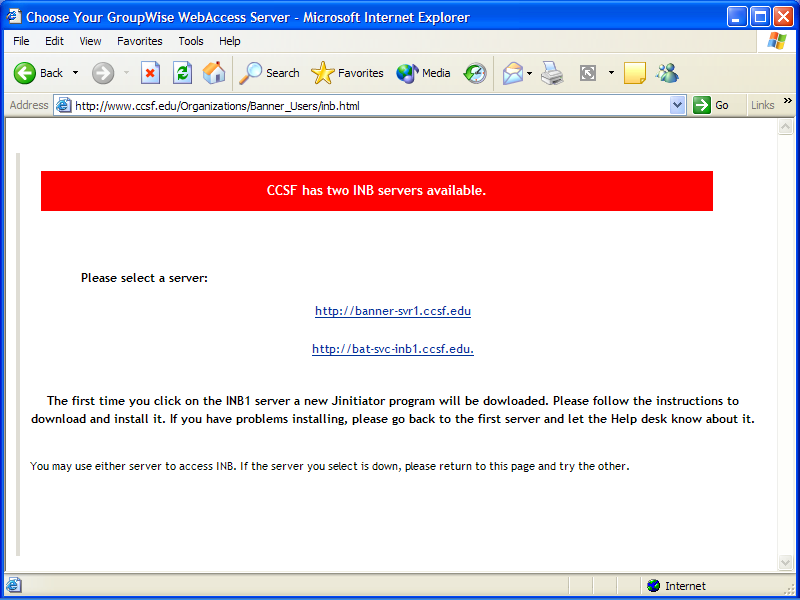 Choose Your GroupWise WebAccess Server - Microsoft Internet Explorer
File Edit View Favorites Tools Help
Back Search Favorites Media
Address http://www.ccsf.edu/Organizations/Banner_Users/inb.html Go Links »
CCSF has two INB servers available.
Please select a server:
http://banner-svr1.ccsf.edu
http://bat-svc-inb1.ccsf.edu.
The first time you click on the INB1 server a new Jinitiator program will be dowloaded. Please follow the instructions to
download and install it. If you have problems installing, please go back to the first server and let the Help desk know about it.
You may use either server to access INB. If the server you select is down, please return to this page and try the other.
Internet